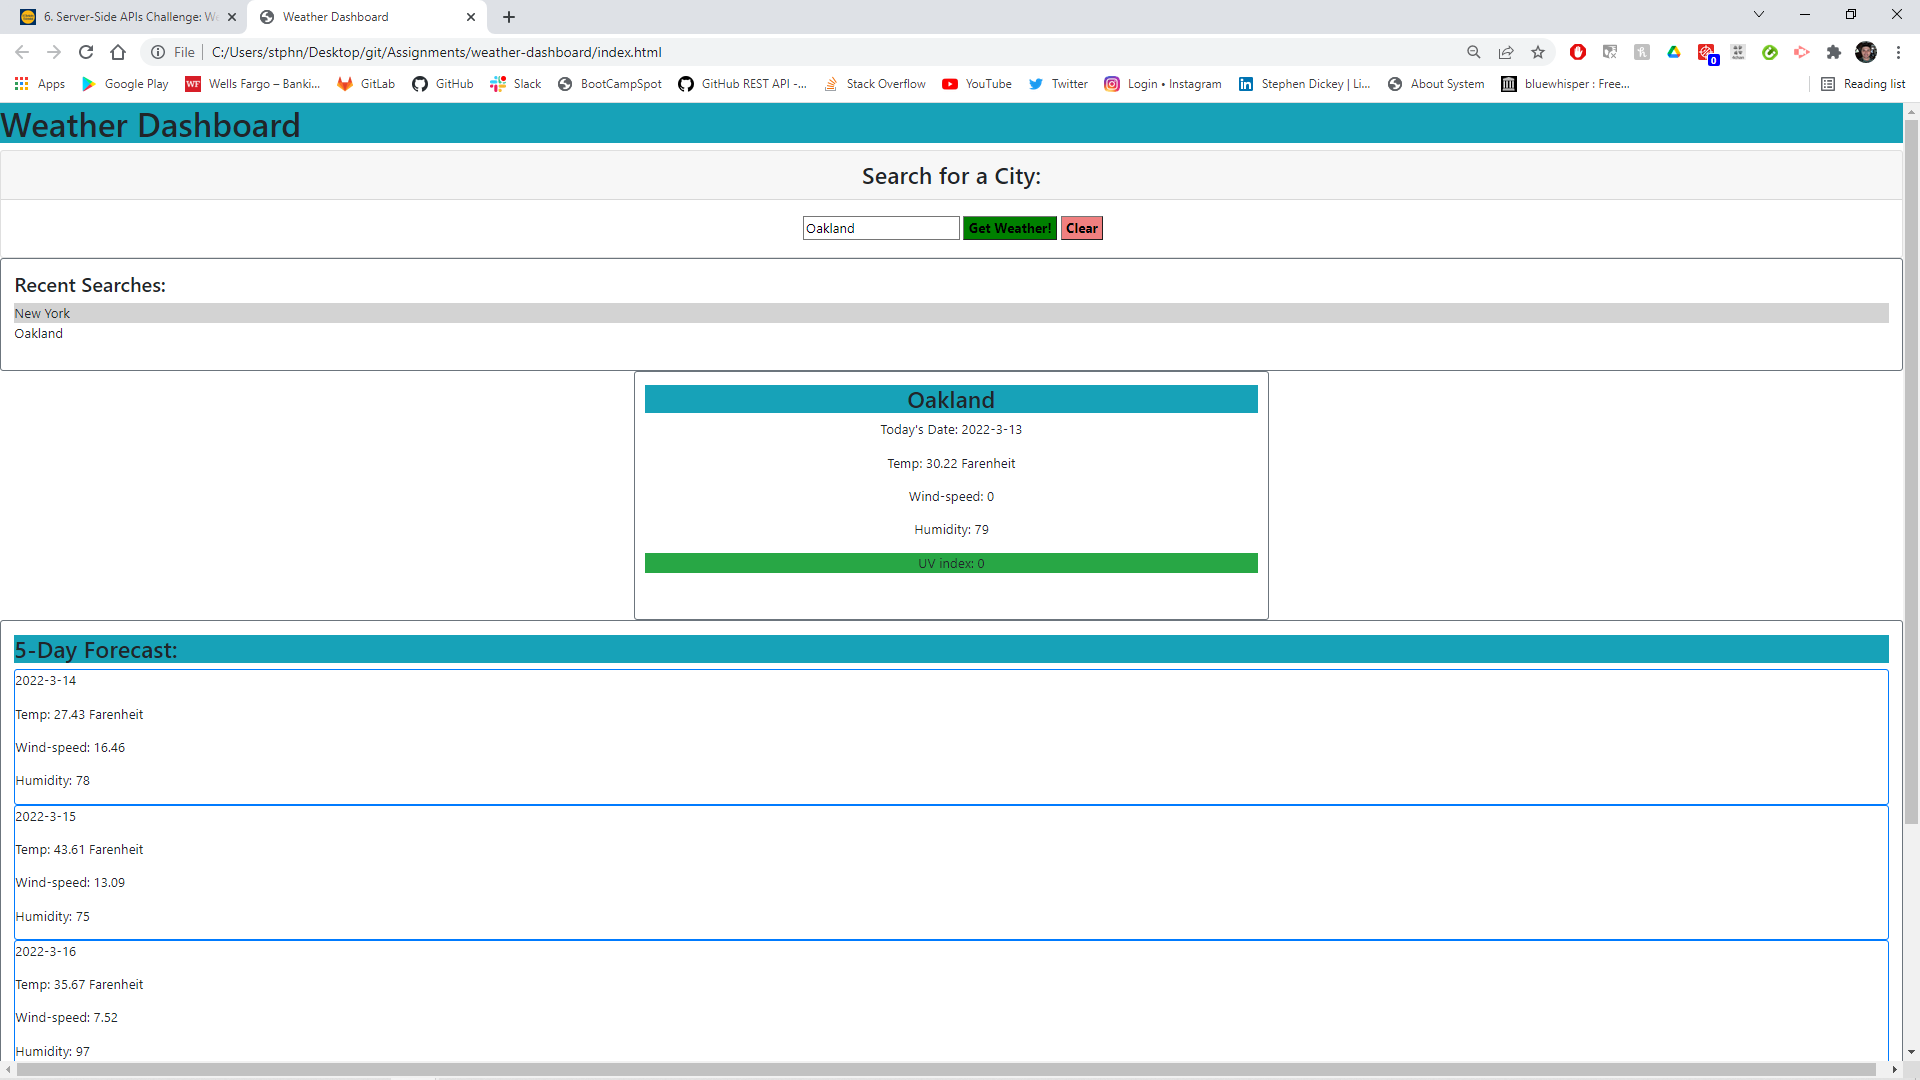 6. Server-Side APIs Challenge: We
Weather Dashboard
File
C:/Users/stphn/Desktop/git/Assignments/weather-dashboard/index.html
0
Apps
Google Play
WF
Wells Fargo – Banki...
GitLab
GitHub
Slack
BootCampSpot
GitHub REST API -...
Stack Overflow
YouTube
Twitter
Login • Instagram
Stephen Dickey | Li...
About System
bluewhisper : Free...
Reading list
Weather Dashboard
Search for a City:
Oakland
Get Weather!
Clear
Recent Searches:
New York
Oakland
Oakland
Today's Date: 2022-3-13
Temp: 30.22 Farenheit
Wind-speed: 0
Humidity: 79
UV index: 0
5-Day Forecast:
2022-3-14
Temp: 27.43 Farenheit
Wind-speed: 16.46
Humidity: 78
2022-3-15
Temp: 43.61 Farenheit
Wind-speed: 13.09
Humidity: 75
2022-3-16
Temp: 35.67 Farenheit
Wind-speed: 7.52
Humidity: 97